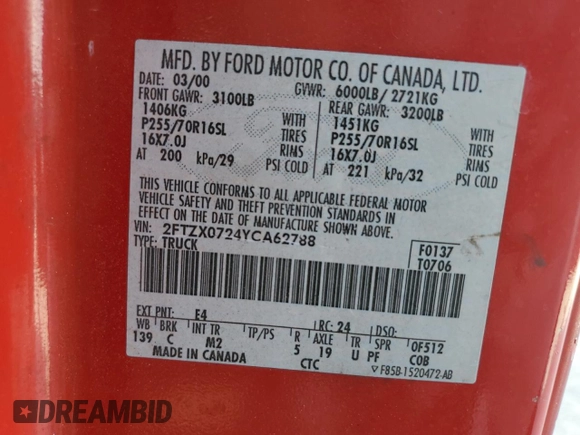 MFD. BY FORD MOTOR CO. OF CANADA, LTD.
DATE: 03/00 GVWR: 6000LB/ 2721KG
FRONT GAWR: 3100LB REAR GAWR: 3200LB
1406KG WITH 1451KG WITH
P255/70R16SL TIRES P255/70R16SL TIRES
16X7.0J RIMS 16X7.0J RIMS
AT 200 kPa/29 PSI COLD AT 221 kPa/32 PSI COLD
THIS VEHICLE CONFORMS TO ALL APPLICABLE FEDERAL MOTOR
VEHICLE SAFETY AND THEFT PREVENTION STANDARDS IN
EFFECT ON THE DATE OF MANUFACTURE SHOWN ABOVE.
VIN: 2FTZX0724YCA62788 F0137
TYPE: TRUCK T0706
EXT PNT: E4 RC: 24 DSO:
WB BRK INT TR TP/PS R AXLE TR SPR 0F512
139 C M2 5 19 U PF COB
MADE IN CANADA CTC F85B-1520472-AB
DREAMBID